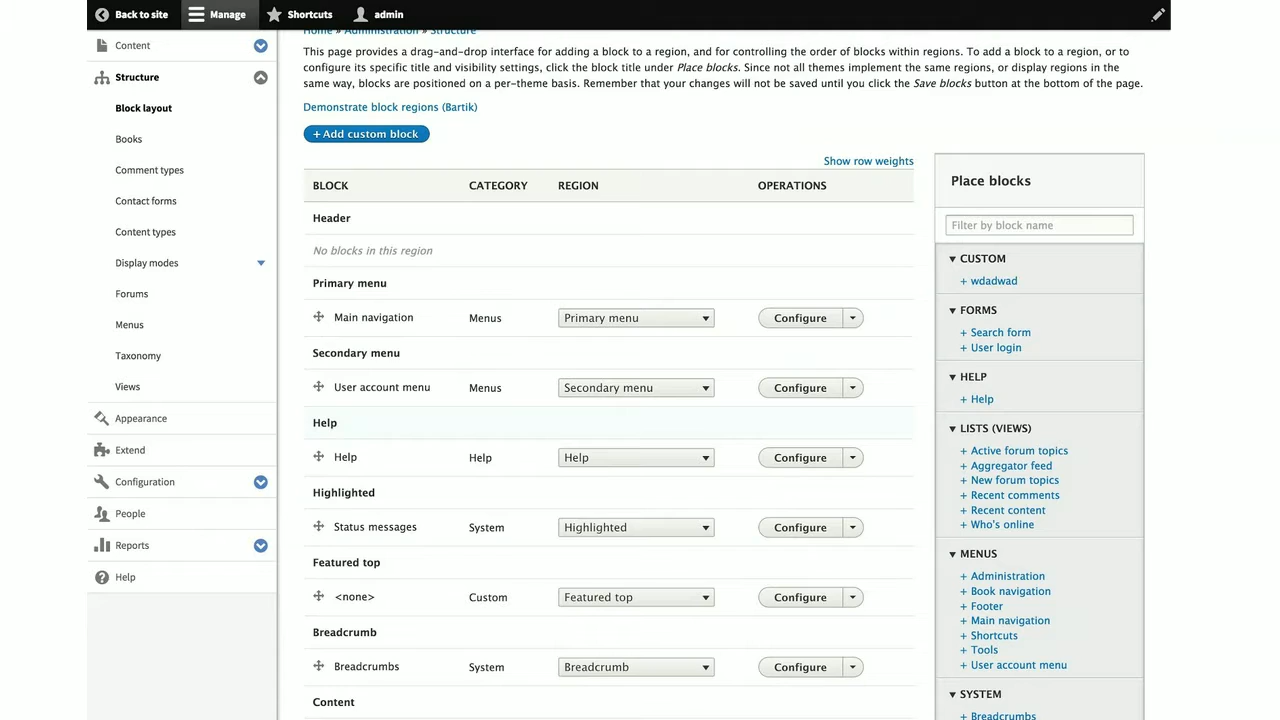 Back to site
Manage
Shortcuts
admin
Content
Structure
Block layout
Books
Comment types
Contact forms
Content types
Display modes
Forums
Menus
Taxonomy
Views
Appearance
Extend
Configuration
People
Reports
Help
Home » Administration » Structure
This page provides a drag-and-drop interface for adding a block to a region, and for controlling the order of blocks within regions. To add a block to a region, or to
configure its specific title and visibility settings, click the block title under Place blocks. Since not all themes implement the same regions, or display regions in the
same way, blocks are positioned on a per-theme basis. Remember that your changes will not be saved until you click the Save blocks button at the bottom of the page.
Demonstrate block regions (Bartik)
+ Add custom block
Show row weights
BLOCK CATEGORY REGION OPERATIONS
Header
No blocks in this region
Primary menu
Main navigation Menus Primary menu Configure
Secondary menu
User account menu Menus Secondary menu Configure
Help
Help Help Help Configure
Highlighted
Status messages System Highlighted Configure
Featured top
<none> Custom Featured top Configure
Breadcrumb
Breadcrumbs System Breadcrumb Configure
Content
Place blocks
Filter by block name
CUSTOM
+ wdadwad
FORMS
+ Search form
+ User login
HELP
+ Help
LISTS (VIEWS)
+ Active forum topics
+ Aggregator feed
+ New forum topics
+ Recent comments
+ Recent content
+ Who's online
MENUS
+ Administration
+ Book navigation
+ Footer
+ Main navigation
+ Shortcuts
+ Tools
+ User account menu
SYSTEM
+ Breadcrumbs